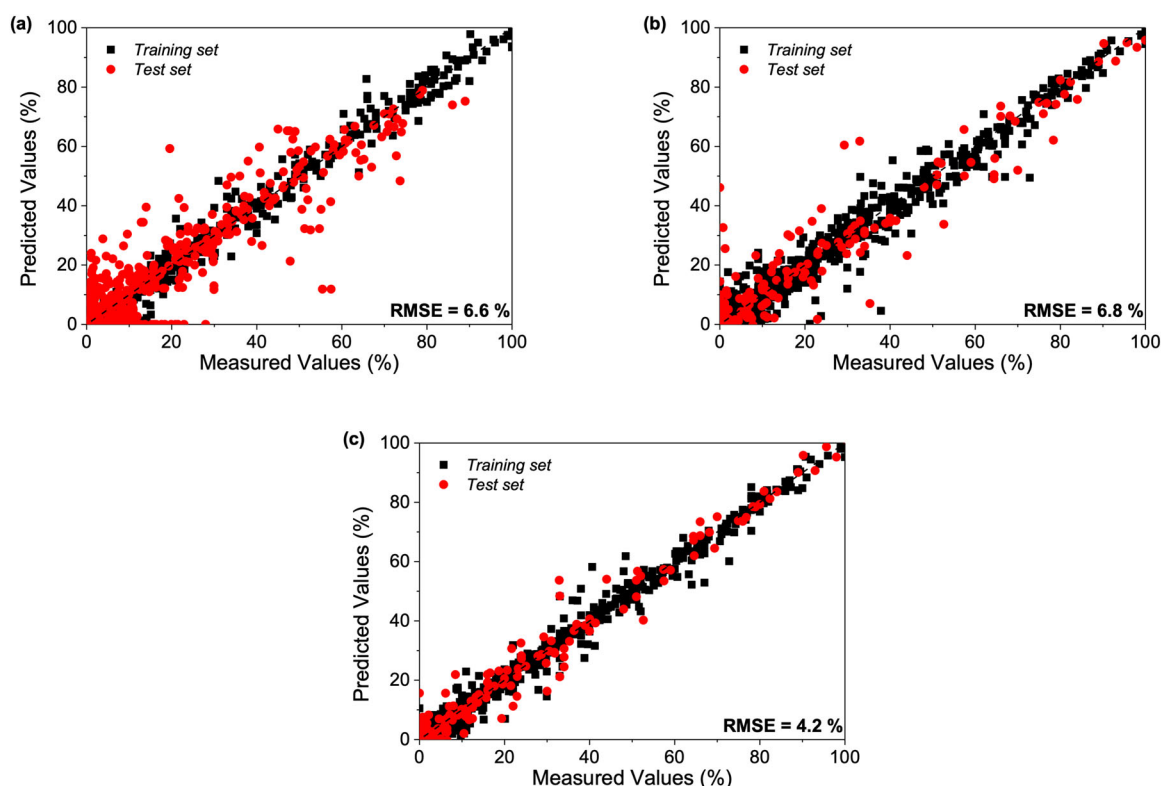 (a)
100
80
60
40
20
0
Predicted Values (%)
Training set
Test set
RMSE = 6.6 %
0 20 40 60 80 100
Measured Values (%)
(b)
100
80
60
40
20
0
Predicted Values (%)
Training set
Test set
RMSE = 6.8 %
0 20 40 60 80 100
Measured Values (%)
(c)
100
80
60
40
20
0
Predicted Values (%)
Training set
Test set
RMSE = 4.2 %
0 20 40 60 80 100
Measured Values (%)